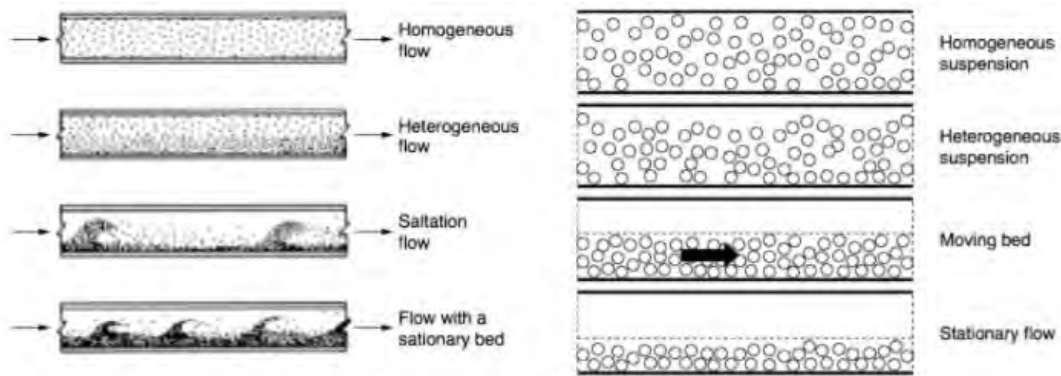 Homogeneous
flow
Heterogeneous
flow
Saltation
flow
Flow with a
sationary bed
Homogeneous
suspension
Heterogeneous
suspension
Moving bed
Stationary flow